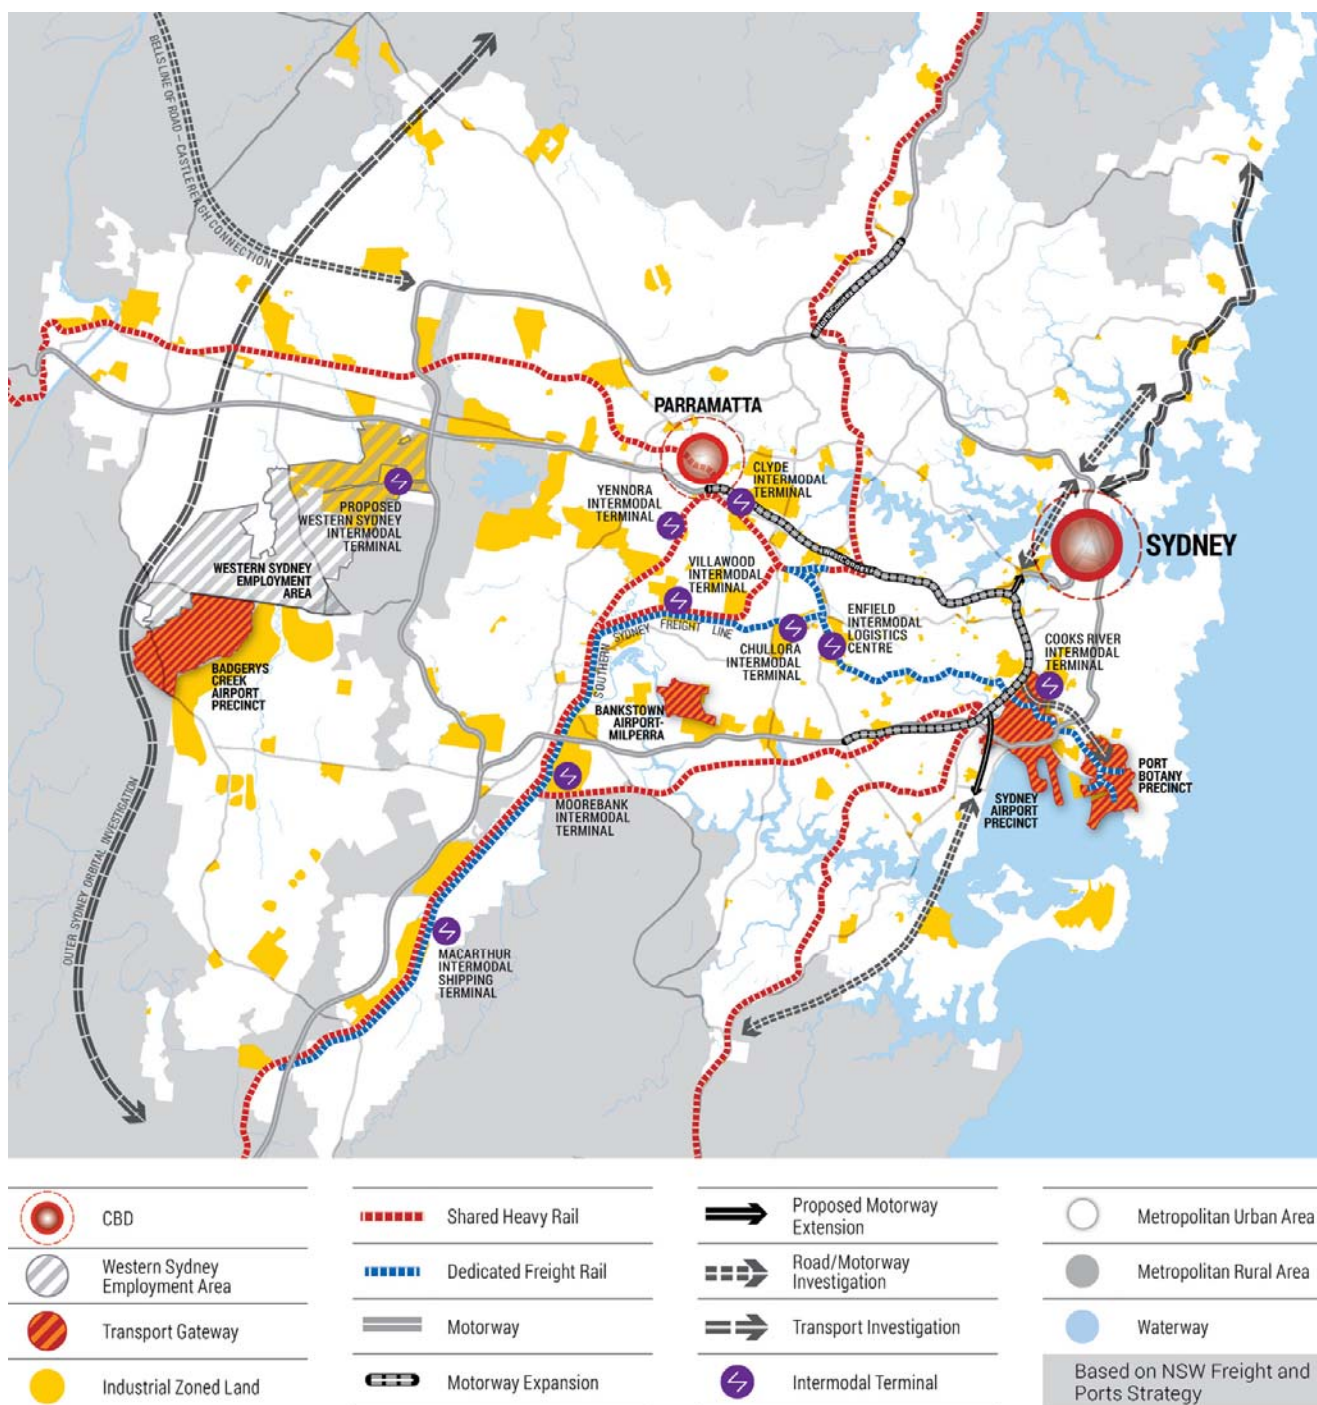 BELLS LINE OF ROAD – CASTLEREAGH CONNECTION
NorthConnex
PARRAMATTA
CLYDE
INTERMODAL
TERMINAL
YENNORA
INTERMODAL
TERMINAL
PROPOSED
WESTERN SYDNEY
INTERMODAL
TERMINAL
WestConnex
SYDNEY
WESTERN SYDNEY
EMPLOYMENT
AREA
VILLAWOOD
INTERMODAL
TERMINAL
SOUTHERN SYDNEY FREIGHT LINE
ENFIELD
INTERMODAL
LOGISTICS
CENTRE
CHULLORA
INTERMODAL
TERMINAL
COOKS RIVER
INTERMODAL
TERMINAL
BADGERYS
CREEK
AIRPORT
PRECINCT
BANKSTOWN
AIRPORT-
MILPERRA
PORT
BOTANY
PRECINCT
SYDNEY
AIRPORT
PRECINCT
MOOREBANK
INTERMODAL
TERMINAL
OUTER SYDNEY ORBITAL INVESTIGATION
MACARTHUR
INTERMODAL
SHIPPING
TERMINAL
CBD
Western Sydney
Employment Area
Transport Gateway
Industrial Zoned Land
Shared Heavy Rail
Dedicated Freight Rail
Motorway
Motorway Expansion
Proposed Motorway
Extension
Road/Motorway
Investigation
Transport Investigation
Intermodal Terminal
Metropolitan Urban Area
Metropolitan Rural Area
Waterway
Based on NSW Freight and
Ports Strategy